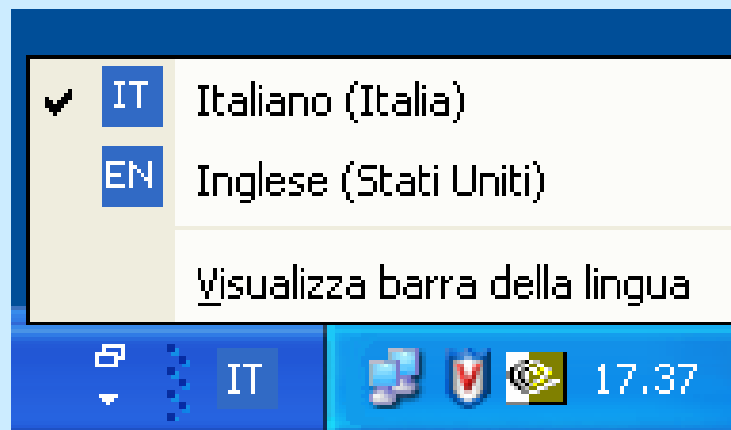 IT Italiano (Italia)
EN Inglese (Stati Uniti)
Visualizza barra della lingua
IT V 17.37